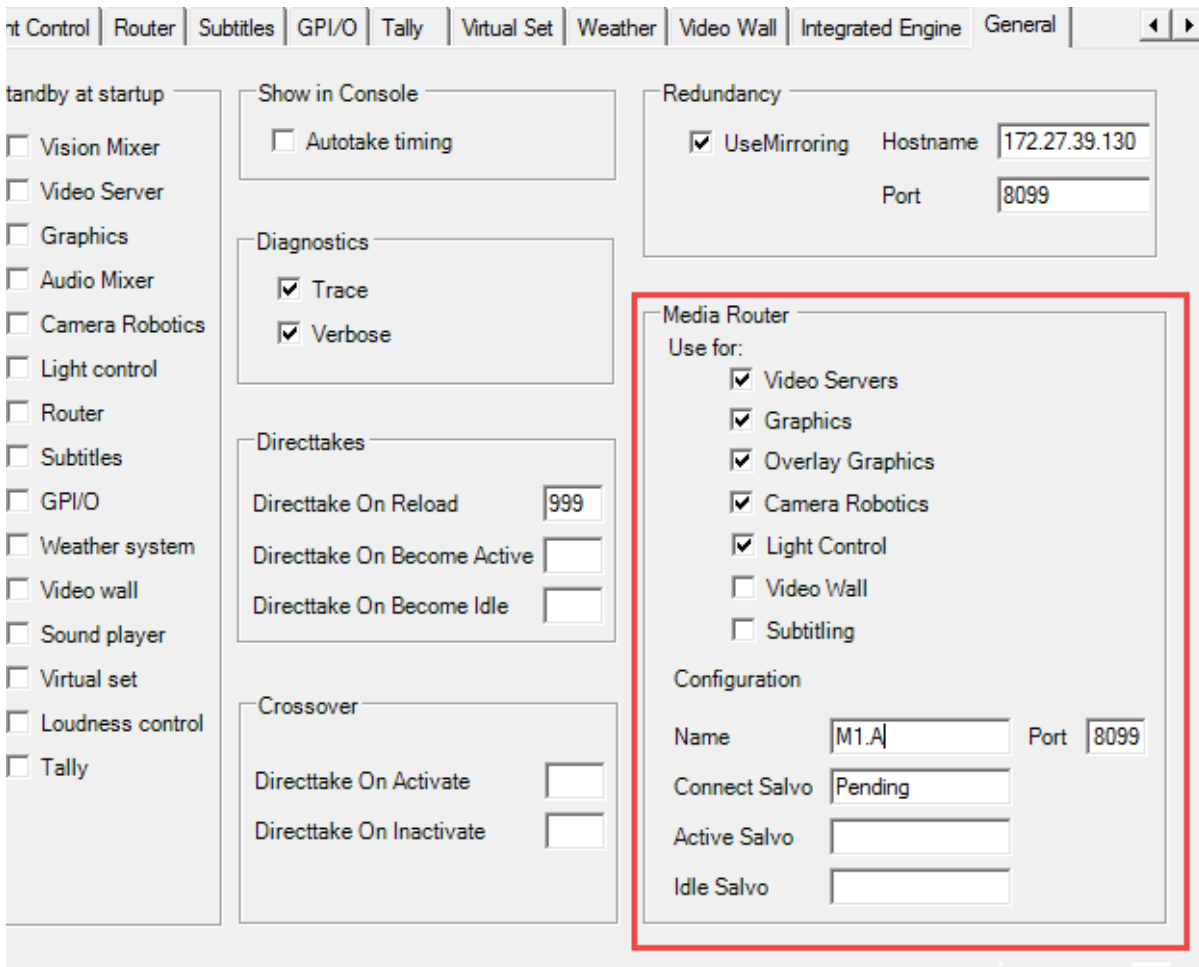 nt Control Router Subtitles GPI/O Tally Virtual Set Weather Video Wall Integrated Engine General
tandby at startup
Vision Mixer
Video Server
Graphics
Audio Mixer
Camera Robotics
Light control
Router
Subtitles
GPI/O
Weather system
Video wall
Sound player
Virtual set
Loudness control
Tally
Show in Console
Autotake timing
Diagnostics
Trace
Verbose
Directtakes
Directtake On Reload 999
Directtake On Become Active
Directtake On Become Idle
Crossover
Directtake On Activate
Directtake On Inactivate
Redundancy
UseMirroring Hostname 172.27.39.130
Port 8099
Media Router
Use for:
Video Servers
Graphics
Overlay Graphics
Camera Robotics
Light Control
Video Wall
Subtitling
Configuration
Name M1.A Port 8099
Connect Salvo Pending
Active Salvo
Idle Salvo